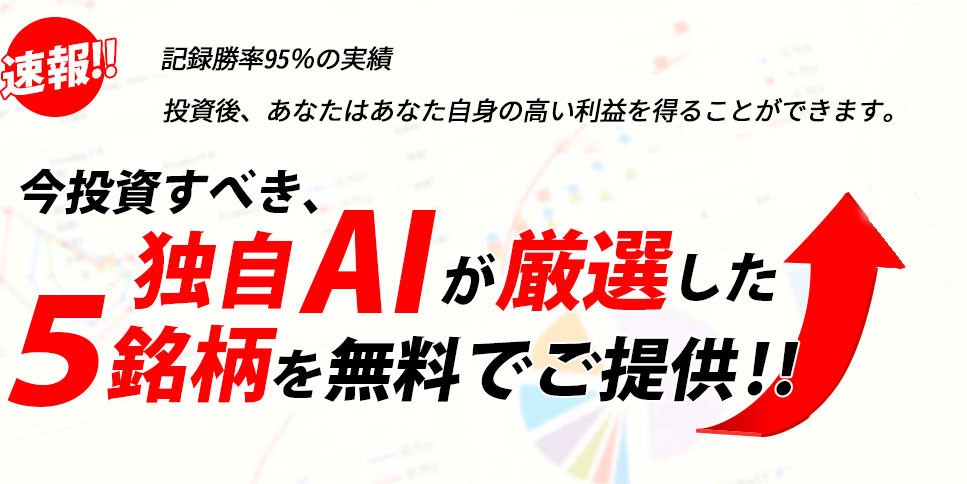 速報!!
記録勝率95%の実績
投資後、あなたはあなた自身の高い利益を得ることができます。
今投資すべき、
独自AIが厳選した
5銘柄を無料でご提供!!